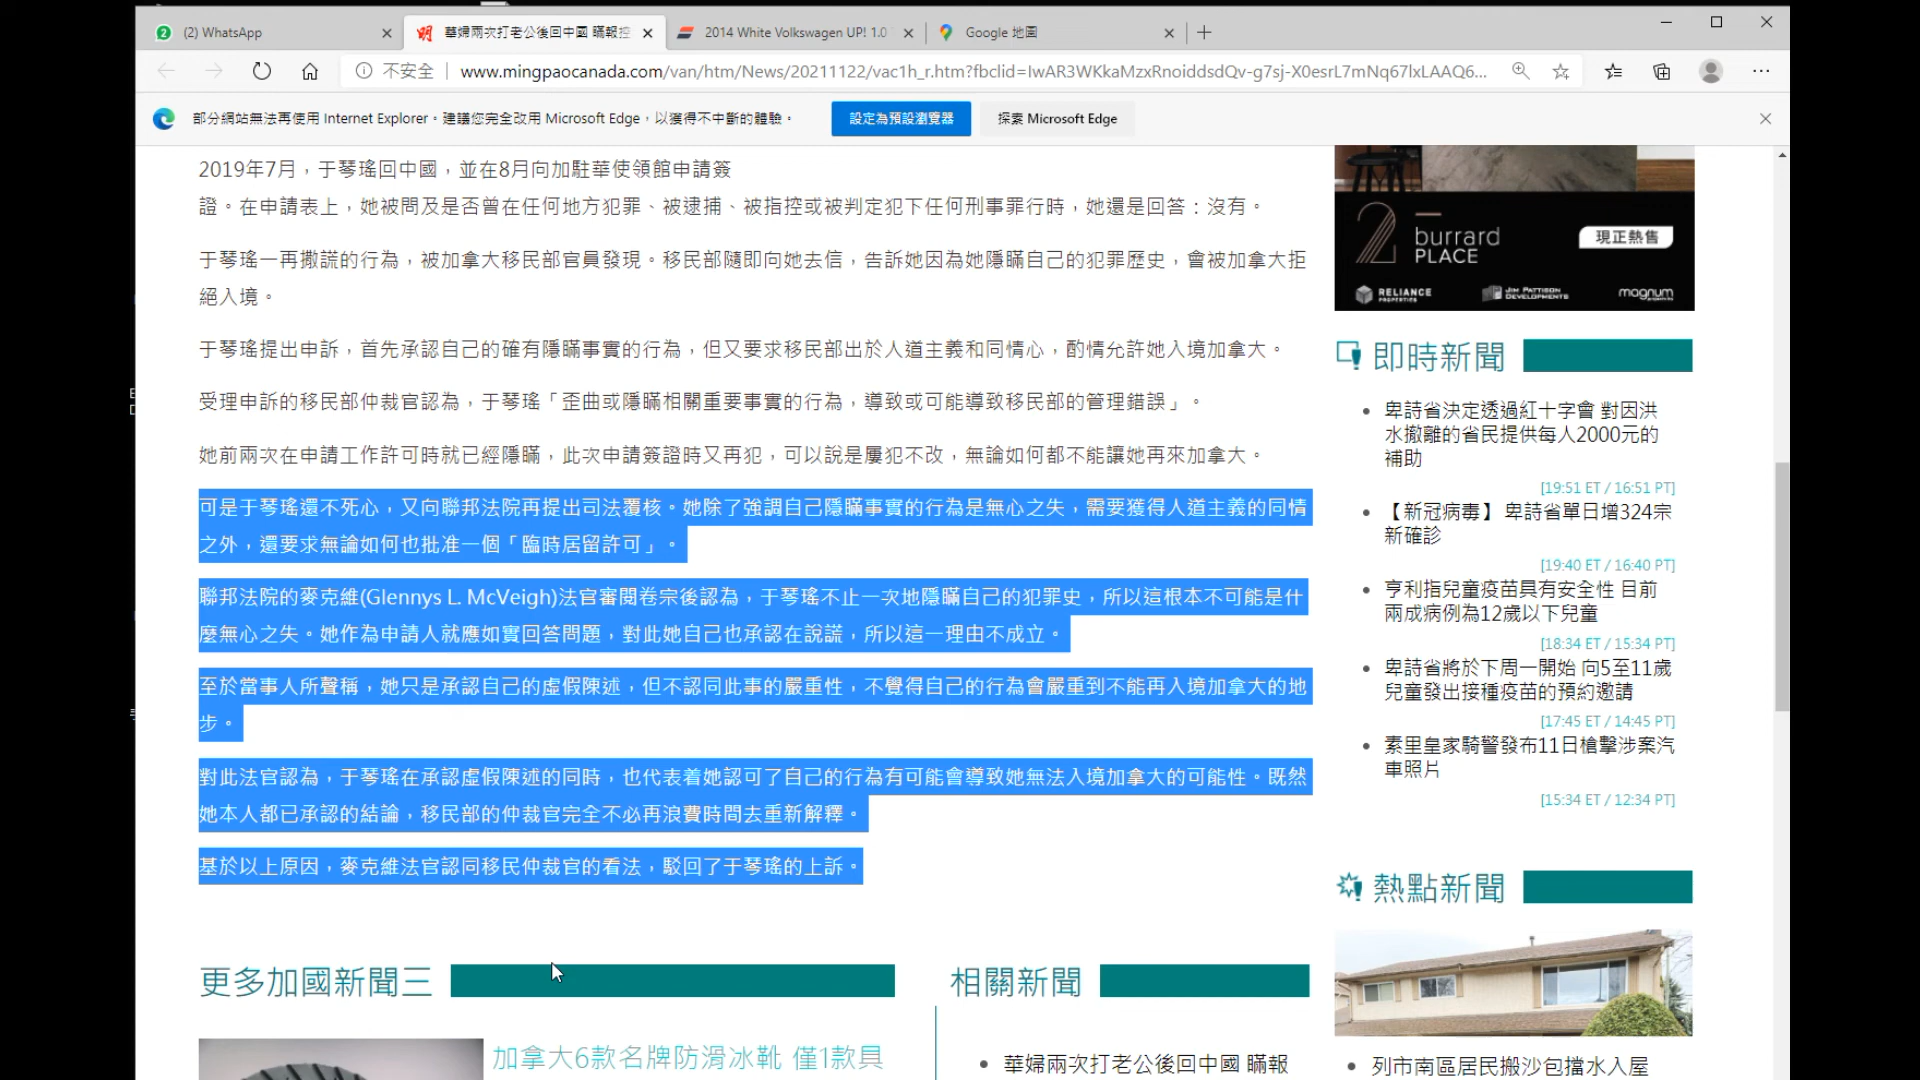 (2) WhatsApp
華婦兩次打老公後回中國 瞞報控
2014 White Volkswagen UP! 1.0
Google 地圖
不安全
www.mingpaocanada.com/van/htm/News/20211122/vac1h_r.htm?fbclid=IwAR3WKkaMzxRnoiddsdQv-g7sj-X0esrL7mNq67lxLAAQ6...
部分網站無法再使用 Internet Explorer。建議您完全改用 Microsoft Edge，以獲得不中斷的體驗。
設定為預設瀏覽器
探索 Microsoft Edge
2019年7月，于琴瑤回中國，並在8月向加駐華使領館申請簽
證。在申請表上，她被問及是否曾在任何地方犯罪、被逮捕、被指控或被判定犯下任何刑事罪行時，她還是回答：沒有。
于琴瑤一再撒謊的行為，被加拿大移民部官員發現。移民部隨即向她去信，告訴她因為她隱瞞自己的犯罪歷史，會被加拿大拒
絕入境。
于琴瑤提出申訴，首先承認自己的確有隱瞞事實的行為，但又要求移民部出於人道主義和同情心，酌情允許她入境加拿大。
受理申訴的移民部仲裁官認為，于琴瑤「歪曲或隱瞞相關重要事實的行為，導致或可能導致移民部的管理錯誤」。
她前兩次在申請工作許可時就已經隱瞞，此次申請簽證時又再犯，可以說是屢犯不改，無論如何都不能讓她再來加拿大。
可是于琴瑤還不死心，又向聯邦法院再提出司法覆核。她除了強調自己隱瞞事實的行為是無心之失，需要獲得人道主義的同情
之外，還要求無論如何也批准一個「臨時居留許可」。
聯邦法院的麥克維(Glennys L. McVeigh)法官審閱卷宗後認為，于琴瑤不止一次地隱瞞自己的犯罪史，所以這根本不可能是什
麼無心之失。她作為申請人就應如實回答問題，對此她自己也承認在說謊，所以這一理由不成立。
至於當事人所聲稱，她只是承認自己的虛假陳述，但不認同此事的嚴重性，不覺得自己的行為會嚴重到不能再入境加拿大的地
步。
對此法官認為，于琴瑤在承認虛假陳述的同時，也代表着她認可了自己的行為有可能會導致她無法入境加拿大的可能性。既然
她本人都已承認的結論，移民部的仲裁官完全不必再浪費時間去重新解釋。
基於以上原因，麥克維法官認同移民仲裁官的看法，駁回了于琴瑤的上訴。
更多加國新聞三
加拿大6款名牌防滑冰靴 僅1款具
相關新聞
華婦兩次打老公後回中國 瞞報
2 burrard
PLACE
現正熱售
RELIANCE
PROPERTIES
JIM PATTISON
DEVELOPMENTS
magnum
即時新聞
卑詩省決定透過紅十字會 對因洪
水撤離的省民提供每人2000元的
補助
[19:51 ET / 16:51 PT]
【新冠病毒】 卑詩省單日增324宗
新確診
[19:40 ET / 16:40 PT]
亨利指兒童疫苗具有安全性 目前
兩成病例為12歲以下兒童
[18:34 ET / 15:34 PT]
卑詩省將於下周一開始 向5至11歲
兒童發出接種疫苗的預約邀請
[17:45 ET / 14:45 PT]
素里皇家騎警發布11日槍擊涉案汽
車照片
[15:34 ET / 12:34 PT]
熱點新聞
列市南區居民搬沙包擋水入屋